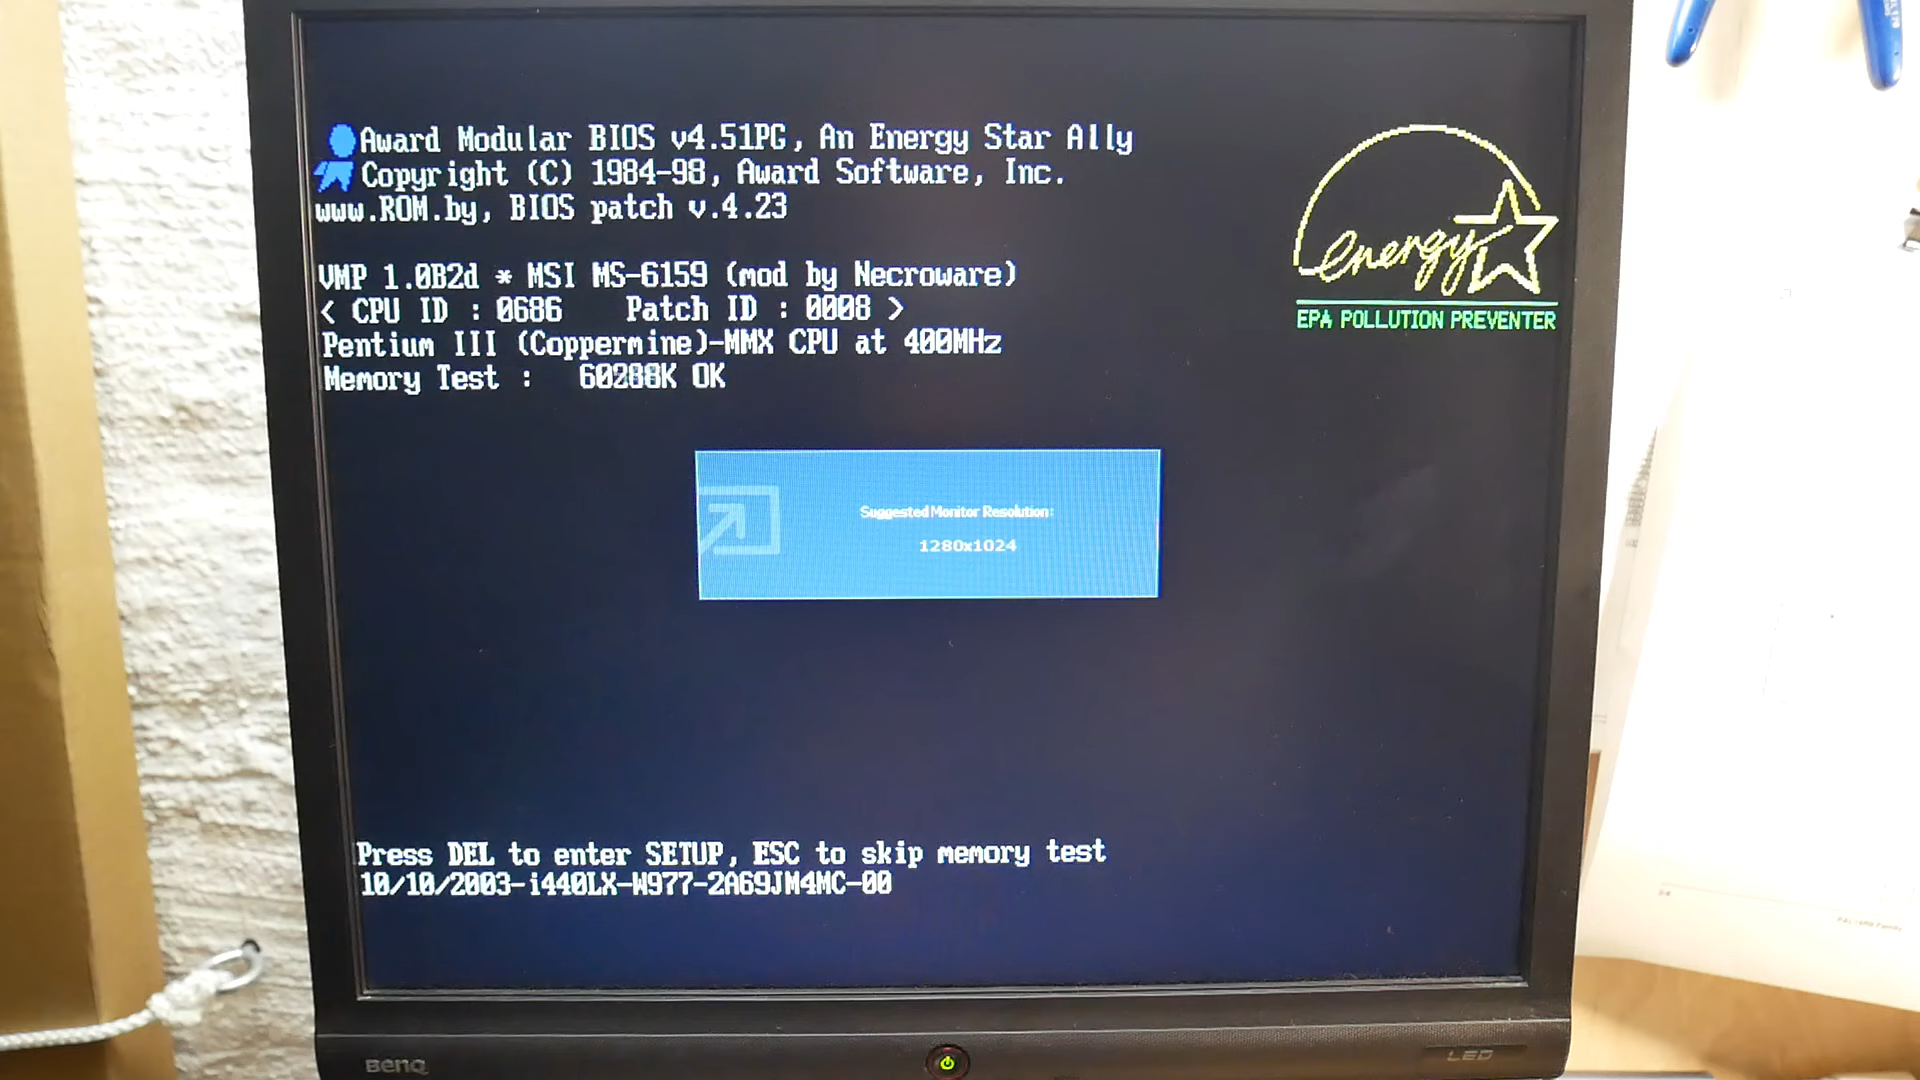 Award Modular BIOS v4.51PG, An Energy Star Ally
Copyright (C) 1984-98, Award Software, Inc.
www.ROM.by, BIOS patch v.4.23
energy
EPA POLLUTION PREVENTER
VMP 1.0B2d * MSI MS-6159 (mod by Necroware)
< CPU ID : 0686 Patch ID : 0008 >
Pentium III (Coppermine)-MMX CPU at 400MHz
Memory Test : 60288K OK
Suggested Monitor Resolution:
1280x1024
Press DEL to enter SETUP, ESC to skip memory test
10/10/2003-i440LX-W977-2A69JM4MC-00
BenQ
LED